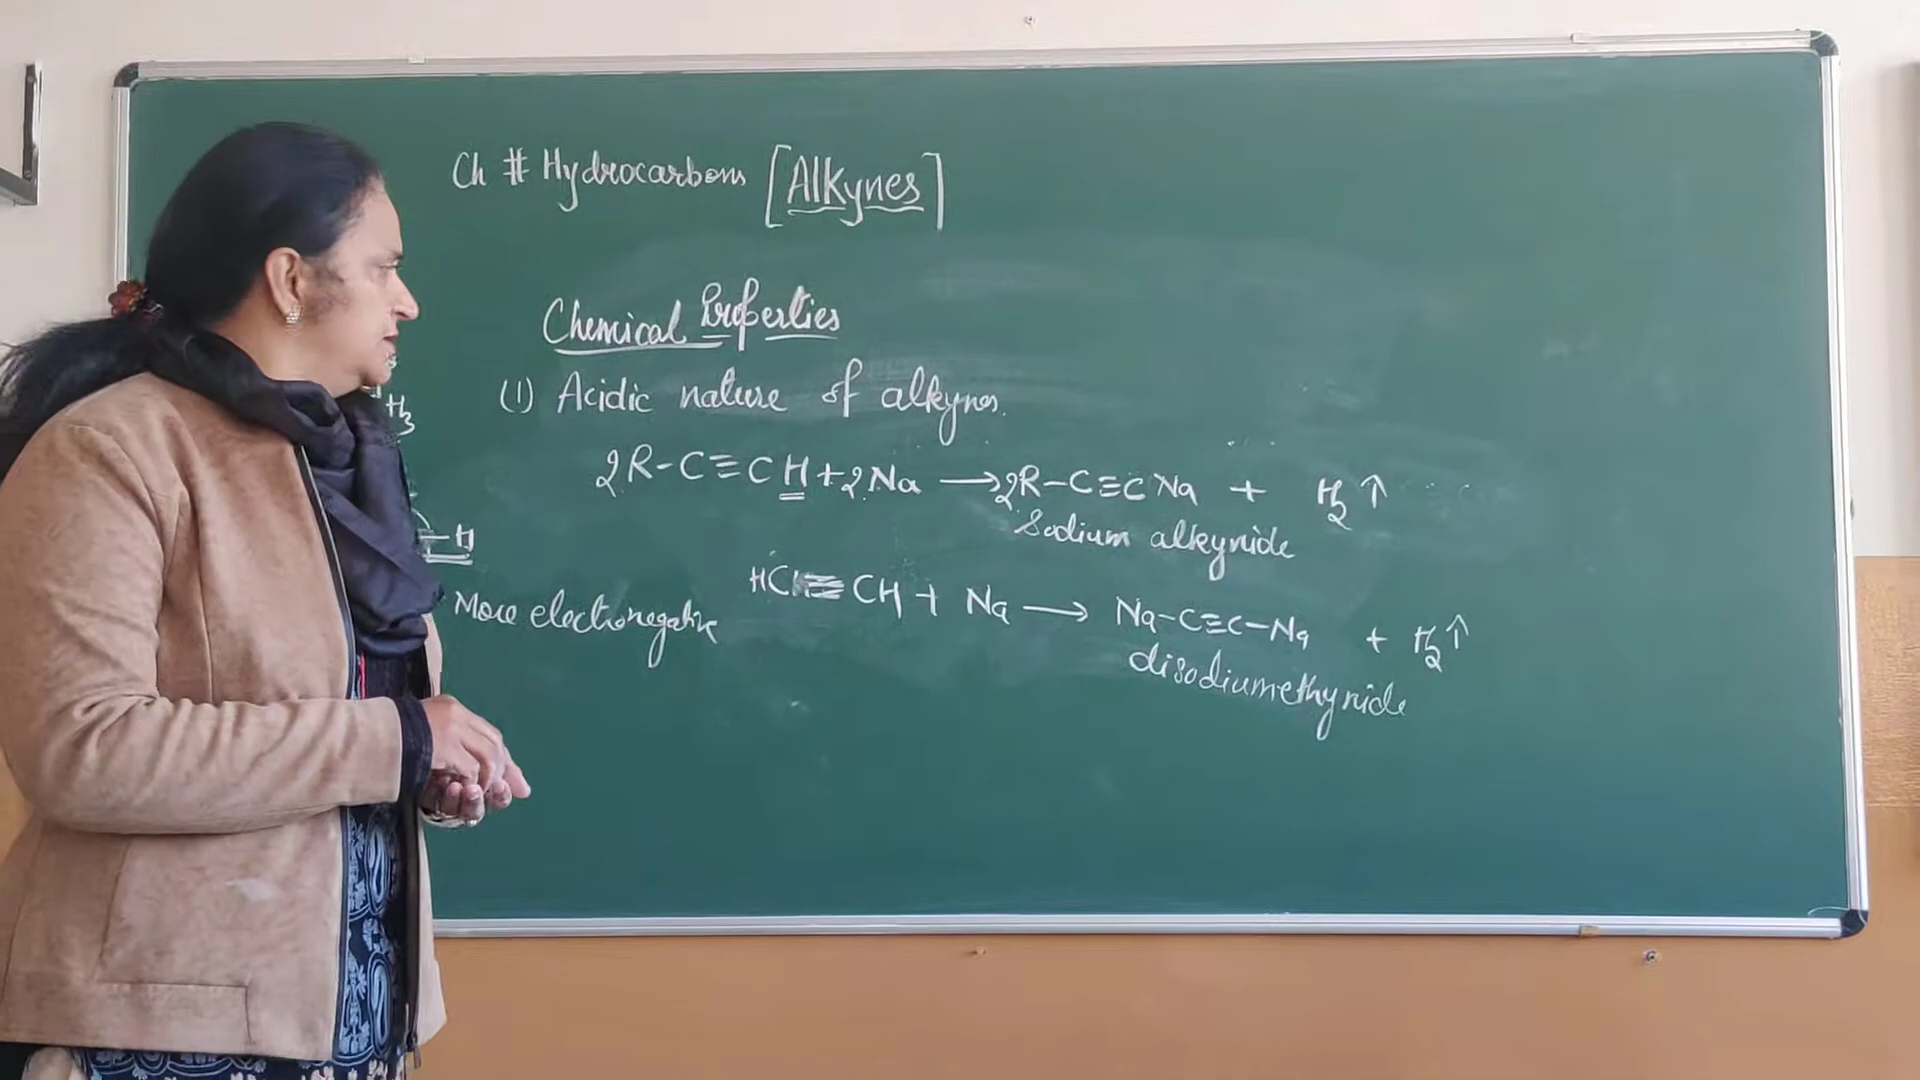 Ch # Hydrocarbons [Alkynes]
Chemical Properties
(1) Acidic nature of alkynes.
H3
2R-C≡CH+2Na →2R-C≡CNa + H2↑
Sodium alkynide
-H
HC≡CH+ Na → Na-C≡C-Na + H2↑
More electronegative
disodiumethynide